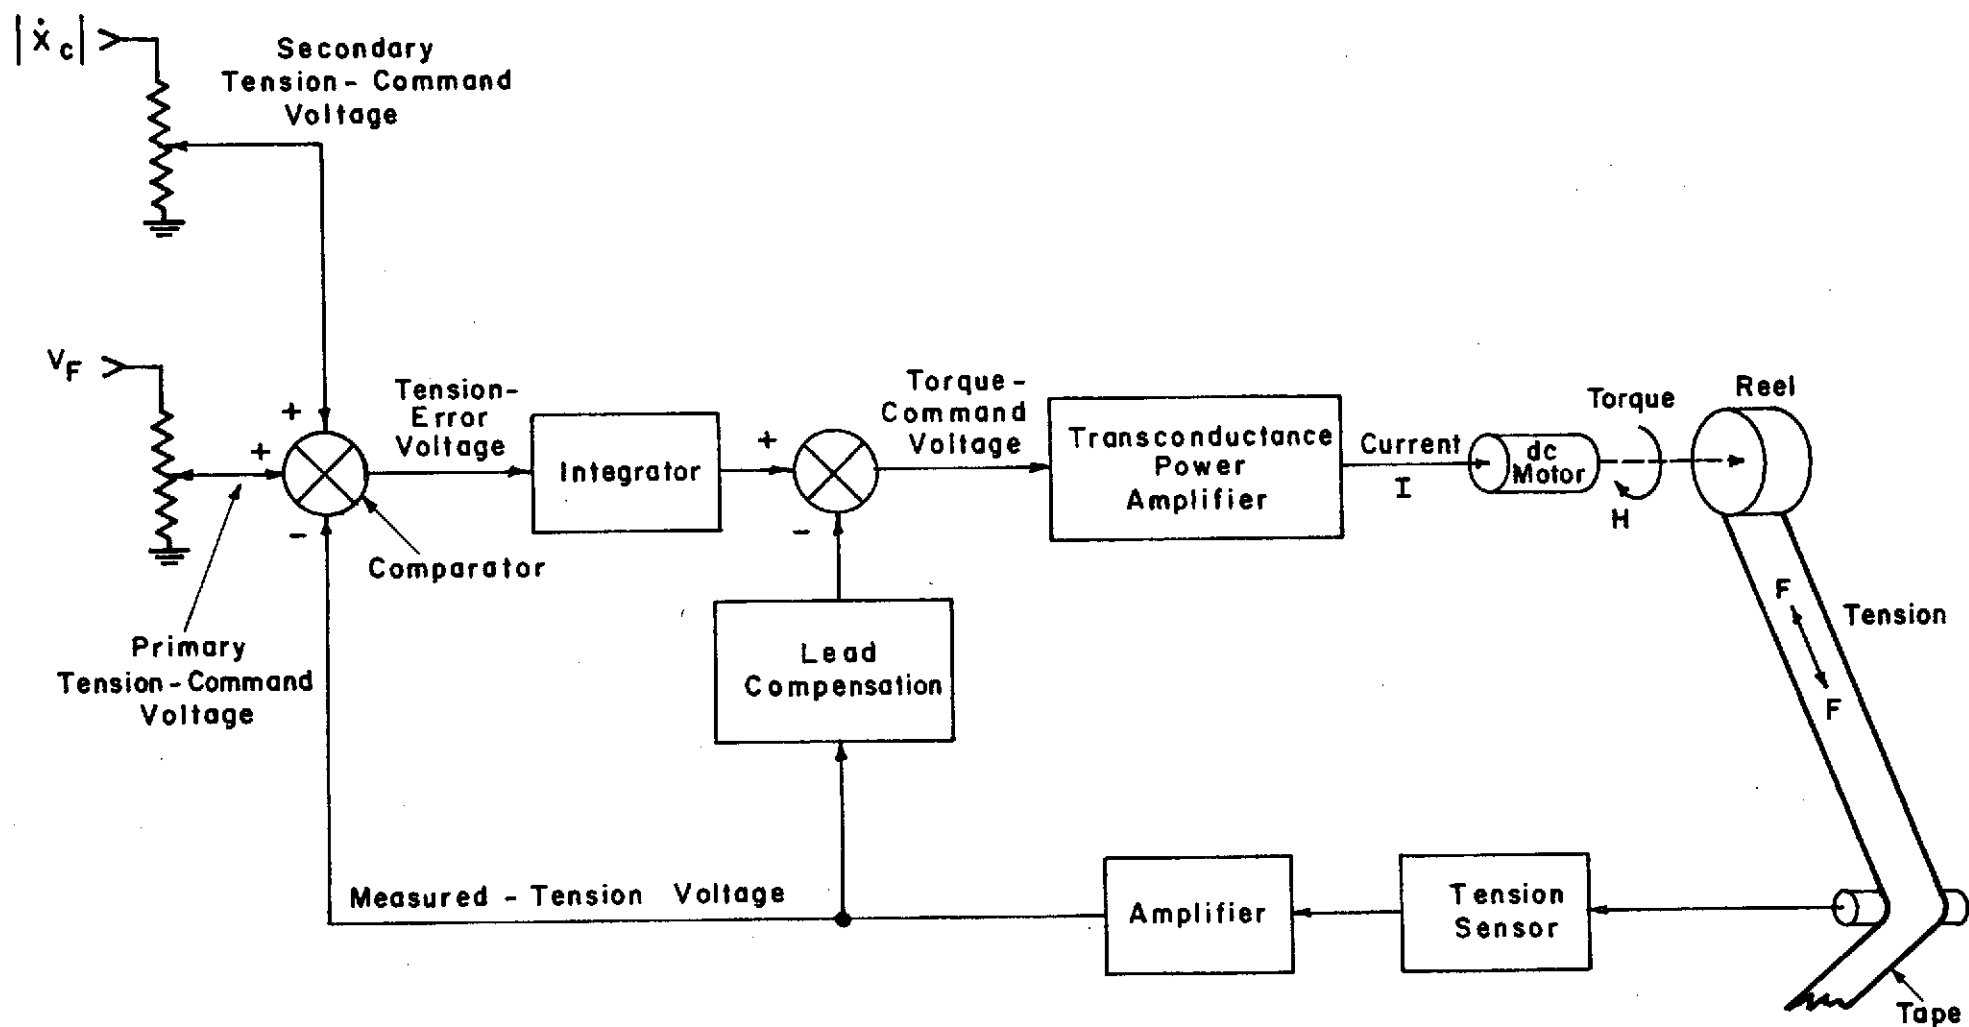 |Ẋc|
Secondary
Tension - Command
Voltage
VF
+
+
-
Tension-
Error
Voltage
Integrator
+
-
Torque -
Command
Voltage
Transconductance
Power
Amplifier
Current
I
dc
Motor
Torque
H
Reel
Comparator
Primary
Tension - Command
Voltage
Lead
Compensation
F
F
Tension
Measured - Tension Voltage
Amplifier
Tension
Sensor
Tape